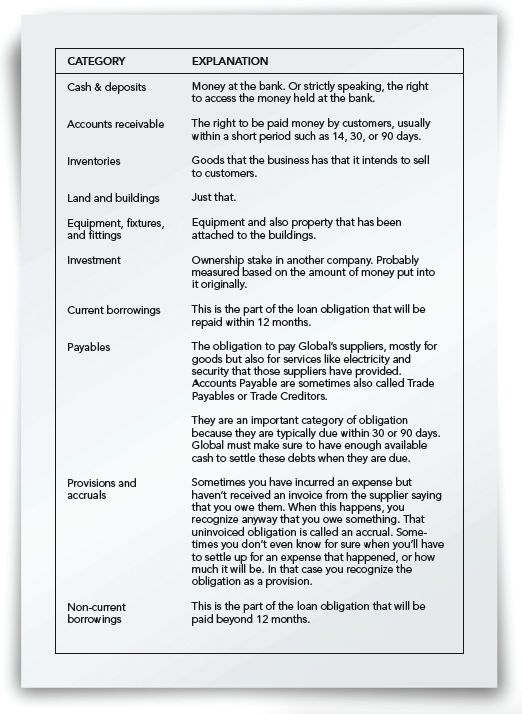 CATEGORY EXPLANATION
Cash & deposits Money at the bank. Or strictly speaking, the right
to access the money held at the bank.
Accounts receivable The right to be paid money by customers, usually
within a short period such as 14, 30, or 90 days.
Inventories Goods that the business has that it intends to sell
to customers.
Land and buildings Just that.
Equipment, fixtures, Equipment and also property that has been
and fittings attached to the buildings.
Investment Ownership stake in another company. Probably
measured based on the amount of money put into
it originally.
Current borrowings This is the part of the loan obligation that will be
repaid within 12 months.
Payables The obligation to pay Global's suppliers, mostly for
goods but also for services like electricity and
security that those suppliers have provided.
Accounts Payable are sometimes also called Trade
Payables or Trade Creditors.
They are an important category of obligation
because they are typically due within 30 or 90 days.
Global must make sure to have enough available
cash to settle these debts when they are due.
Provisions and Sometimes you have incurred an expense but
accruals haven't received an invoice from the supplier saying
that you owe them. When this happens, you
recognize anyway that you owe something. That
uninvoiced obligation is called an accrual. Some-
times you don't even know for sure when you'll have
to settle up for an expense that happened, or how
much it will be. In that case you recognize the
obligation as a provision.
Non-current This is the part of the loan obligation that will be
borrowings paid beyond 12 months.